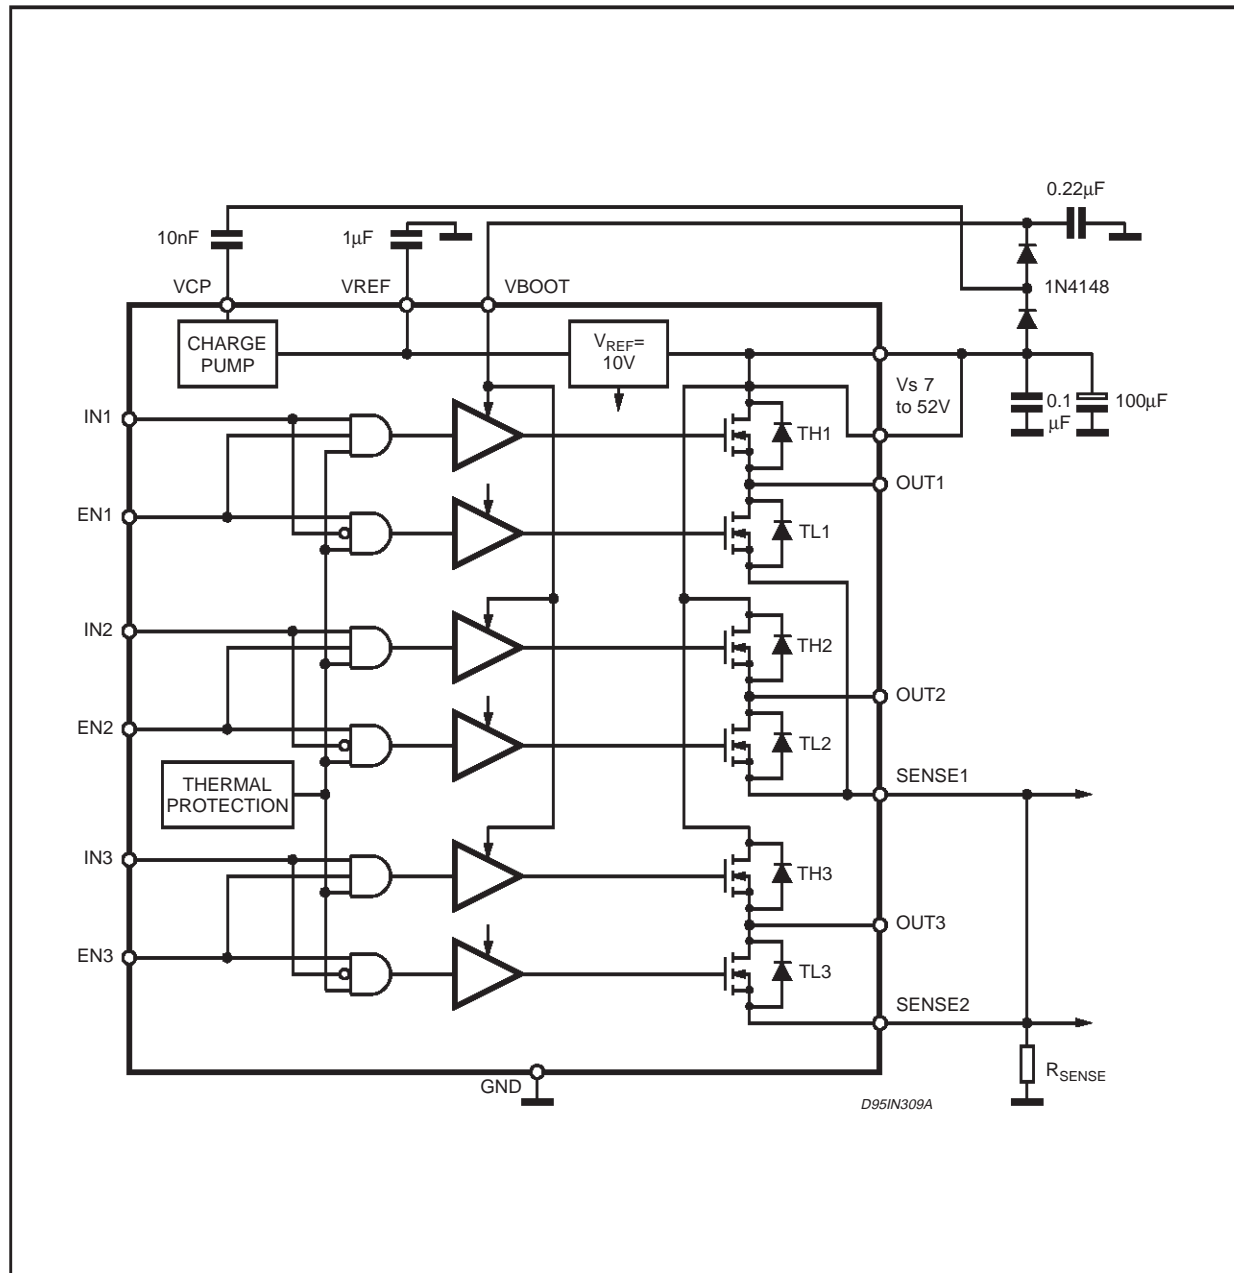 0.22μF
10nF
1μF
VCP
VREF
VBOOT
1N4148
CHARGE
PUMP
VREF=
10V
Vs 7
to 52V
0.1
μF
100μF
IN1
TH1
OUT1
EN1
TL1
IN2
TH2
OUT2
EN2
TL2
SENSE1
THERMAL
PROTECTION
IN3
TH3
OUT3
EN3
TL3
SENSE2
RSENSE
GND
D95IN309A